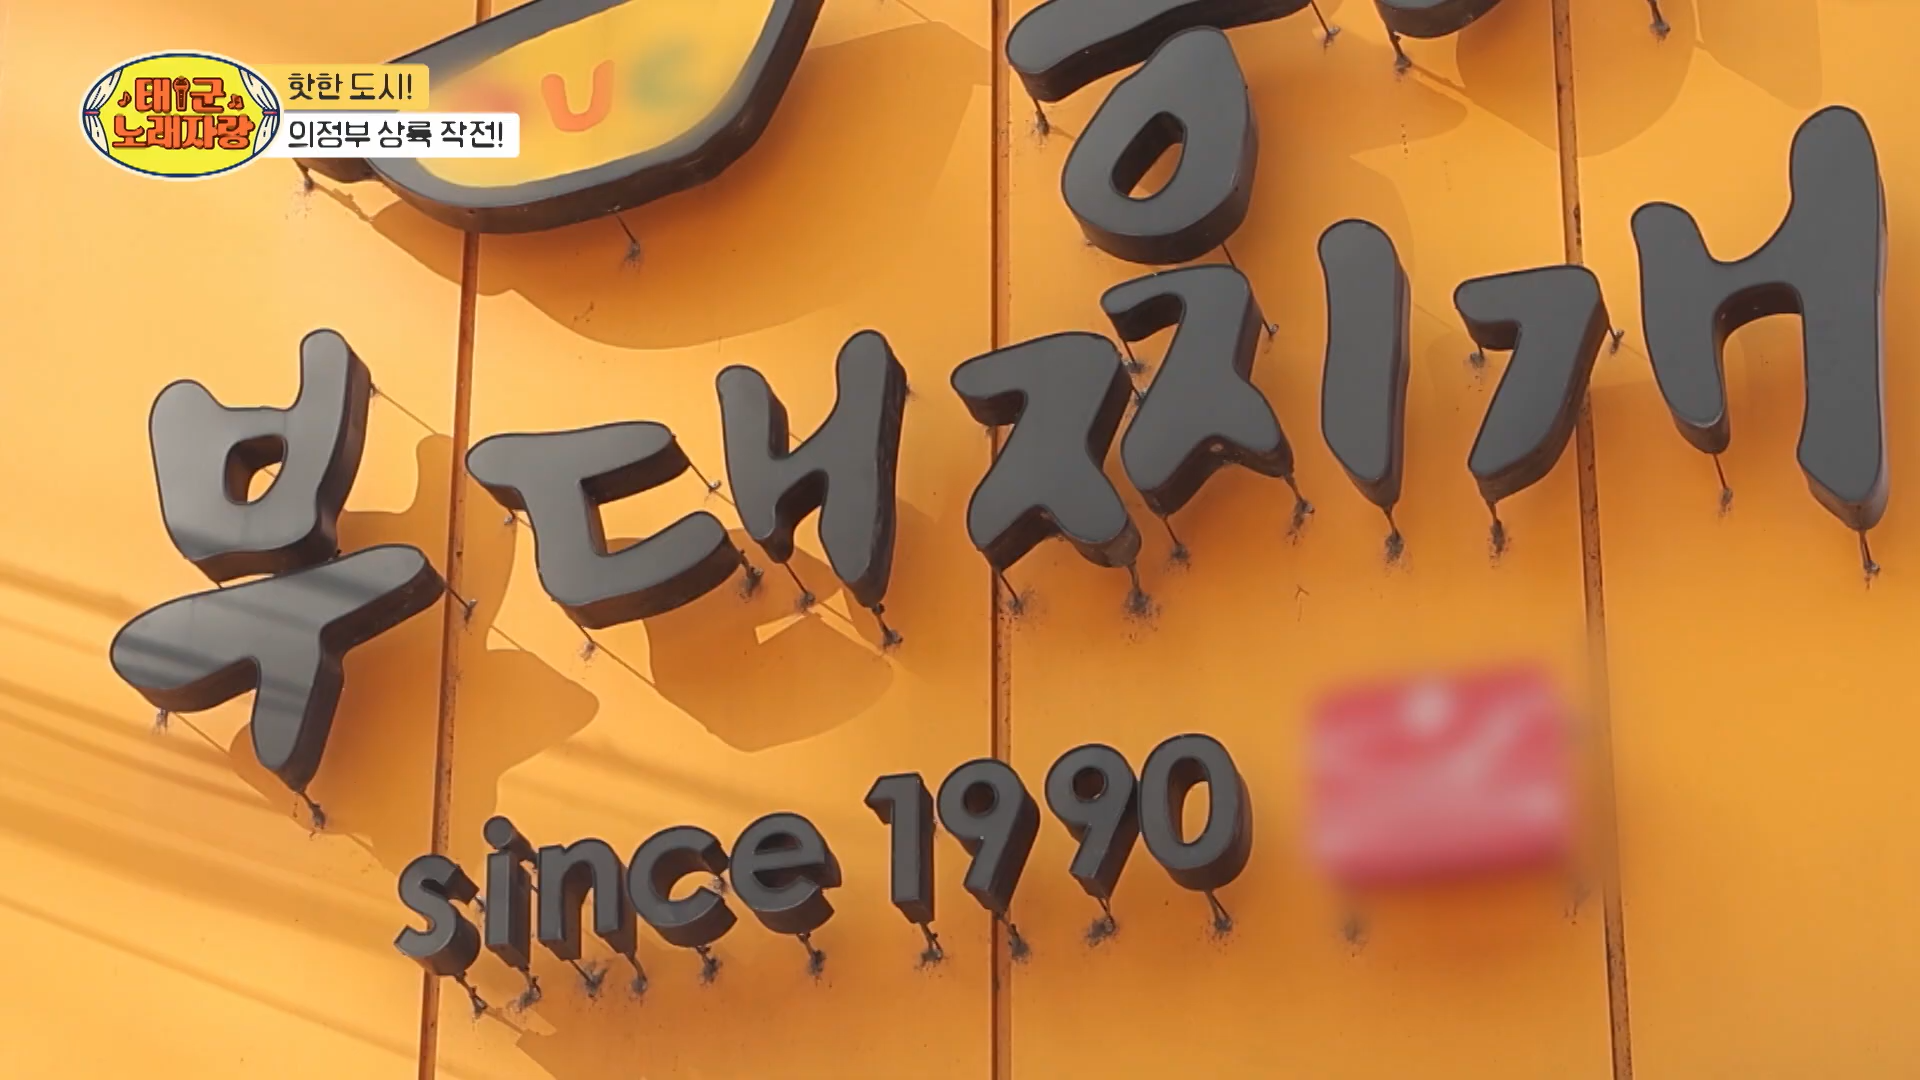 태군
노래자랑
핫한 도시!
의정부 상륙 작전!
부대찌개
since 1990